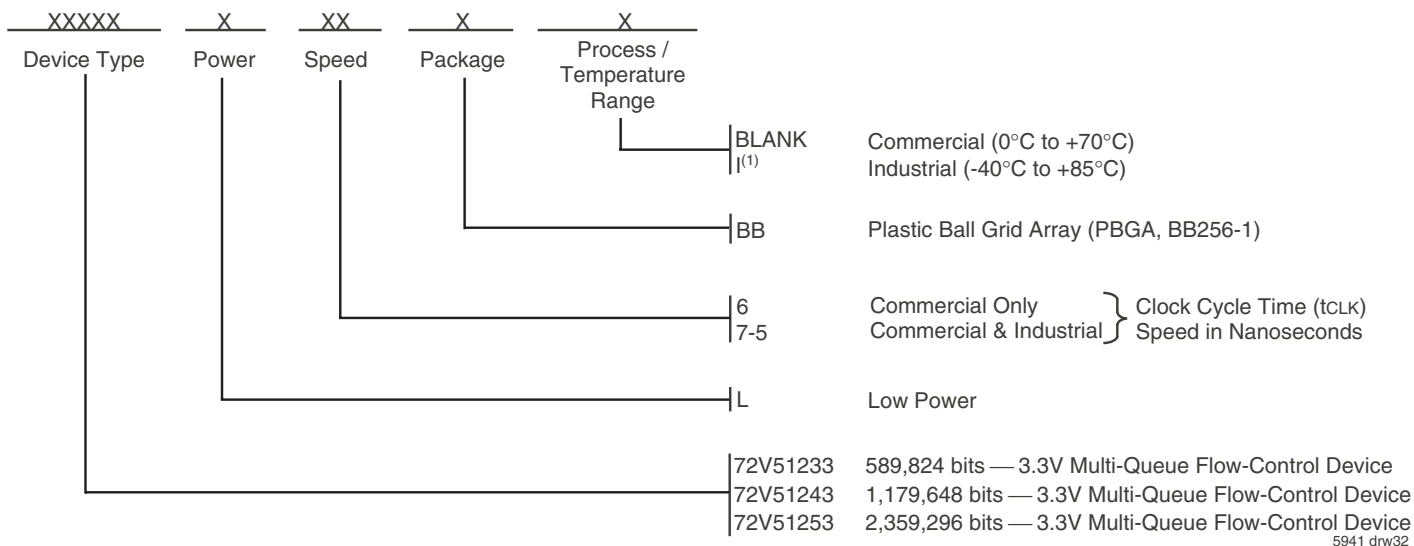 XXXXX X XX X X
Device Type Power Speed Package Process /
Temperature
Range
BLANK Commercial (0°C to +70°C)
I(1) Industrial (-40°C to +85°C)
BB Plastic Ball Grid Array (PBGA, BB256-1)
6 Commercial Only Clock Cycle Time (tCLK)
7-5 Commercial & Industrial Speed in Nanoseconds
L Low Power
72V51233 589,824 bits — 3.3V Multi-Queue Flow-Control Device
72V51243 1,179,648 bits — 3.3V Multi-Queue Flow-Control Device
72V51253 2,359,296 bits — 3.3V Multi-Queue Flow-Control Device
5941 drw32